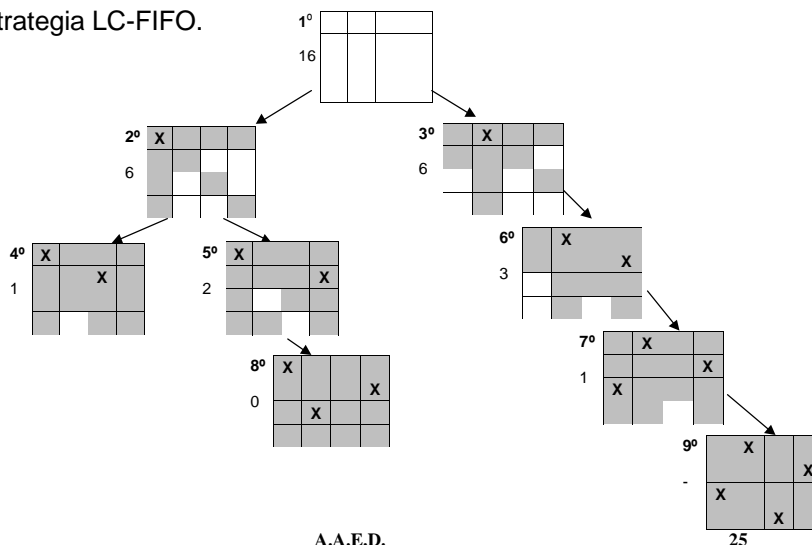 trategia LC-FIFO.
1º
16
2º X
6
3º X
6
4º X
X
1
5º X
X
2
6º X
X
3
7º X
X
1 X
8º X
X
0 X
9º X
X
- X
X
A.A.E.D. 25